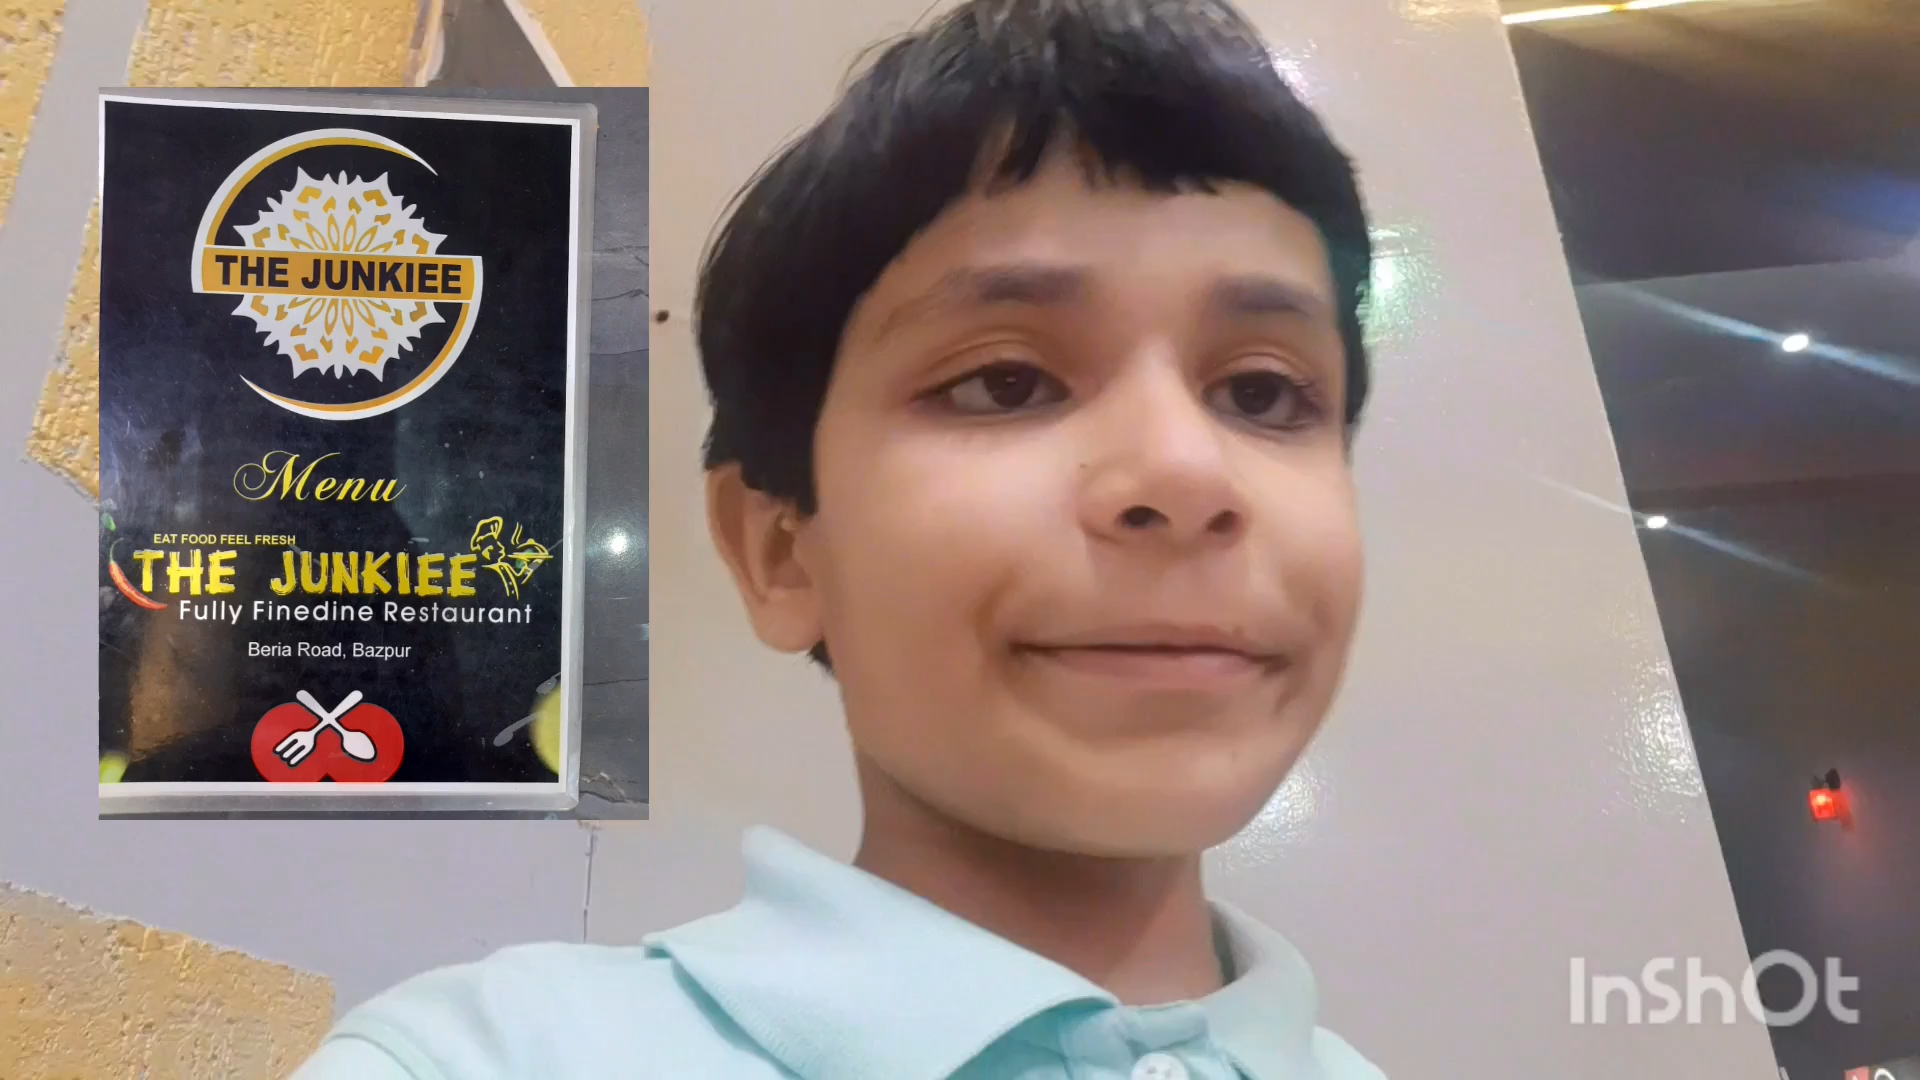 THE JUNKIEE
Menu
EAT FOOD FEEL FRESH
THE JUNKIEE
Fully Finedine Restaurant
Beria Road, Bazpur
InShOt